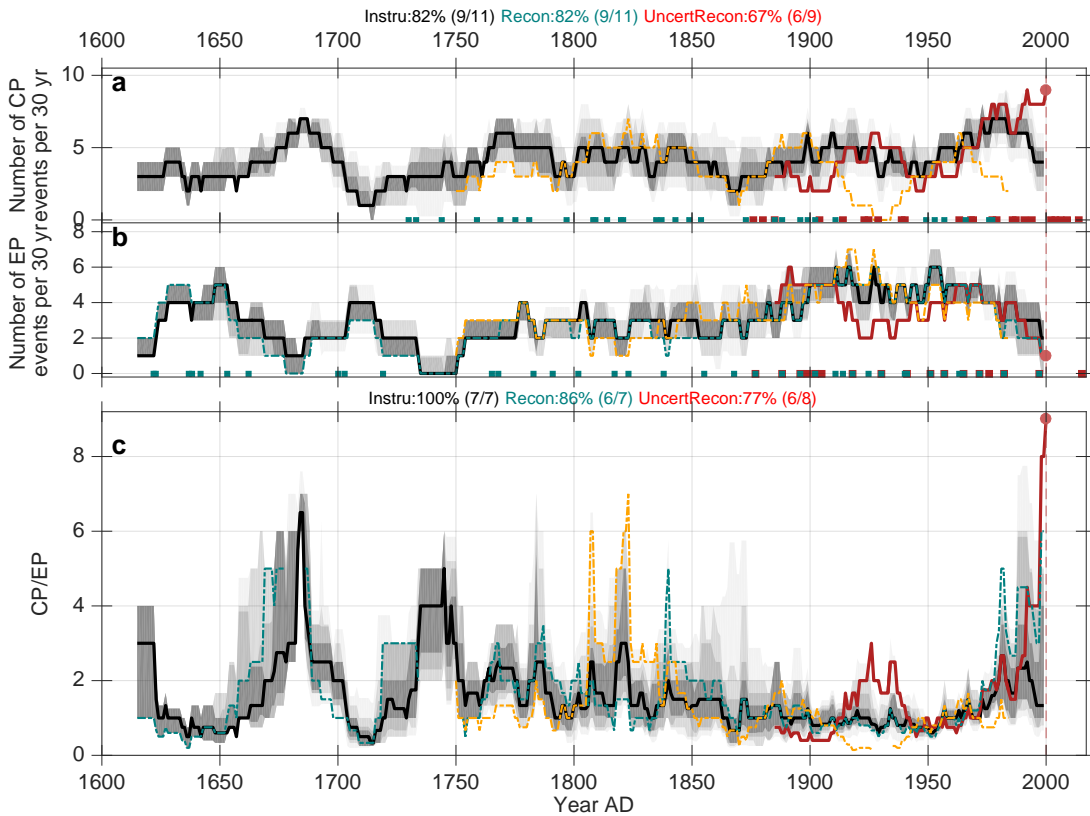 Instru:82% (9/11) Recon:82% (9/11) UncertRecon:67% (6/9)
1600 1650 1700 1750 1800 1850 1900 1950 2000
a
Number of CP
events per 30 yr
10
5
0
b
Number of EP
events per 30 yr
8
6
4
2
0
Instru:100% (7/7) Recon:86% (6/7) UncertRecon:77% (6/8)
c
CP/EP
8
6
4
2
0
1600 1650 1700 1750 1800 1850 1900 1950 2000
Year AD